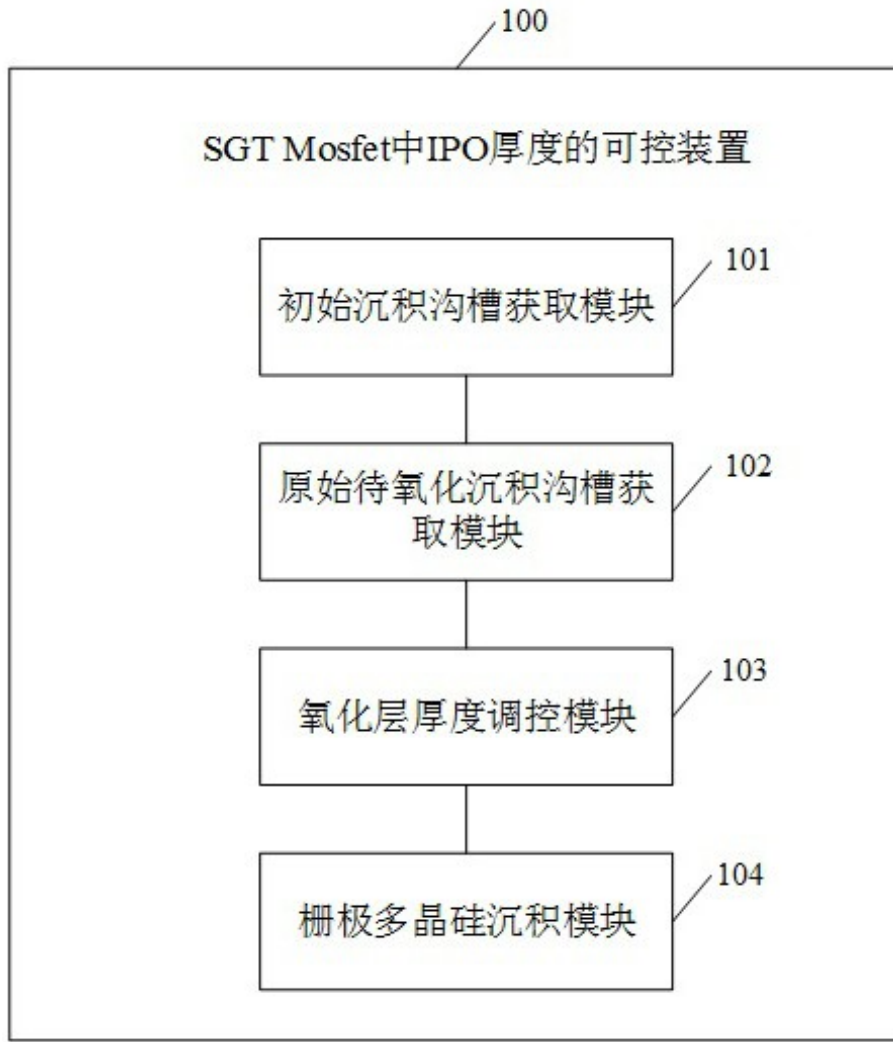 100
SGT Mosfet中IPO厚度的可控装置
101
初始沉积沟槽获取模块
102
原始待氧化沉积沟槽获
取模块
103
氧化层厚度调控模块
104
栅极多晶硅沉积模块